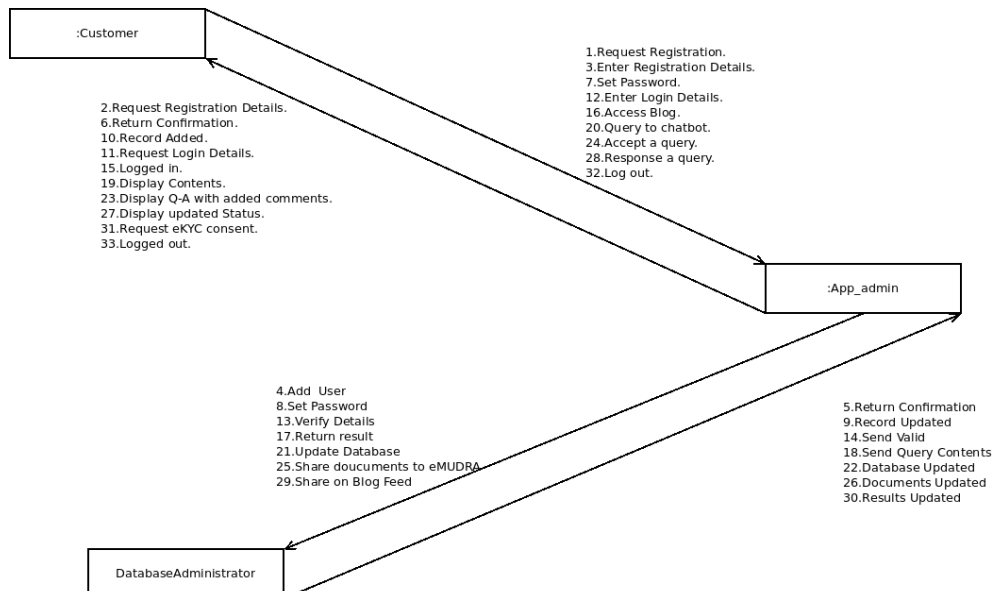 :Customer
1.Request Registration.
3.Enter Registration Details.
7.Set Password.
12.Enter Login Details.
16.Access Blog.
20.Query to chatbot.
24.Accept a query.
28.Response a query.
32.Log out.
2.Request Registration Details.
6.Return Confirmation.
10.Record Added.
11.Request Login Details.
15.Logged in.
19.Display Contents.
23.Display Q-A with added comments.
27.Display updated Status.
31.Request eKYC consent.
33.Logged out.
:App_admin
4.Add  User
8.Set Password
13.Verify Details
17.Return result
21.Update Database
25.Share doucuments to eMUDRA
29.Share on Blog Feed
5.Return Confirmation
9.Record Updated
14.Send Valid
18.Send Query Contents
22.Database Updated
26.Documents Updated
30.Results Updated
DatabaseAdministrator